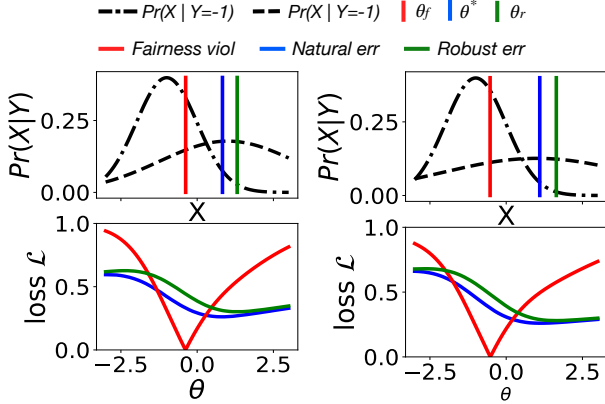 Pr(X | Y=-1) Pr(X | Y=-1) θf θ* θr
Fairness viol Natural err Robust err
Pr(X|Y)
0.25
0.00
X
Pr(X|Y)
0.25
0.00
X
loss ℒ
1.0
0.5
0.0
-2.5 0.0 2.5
θ
loss ℒ
1.0
0.5
0.0
-2.5 0.0 2.5
θ